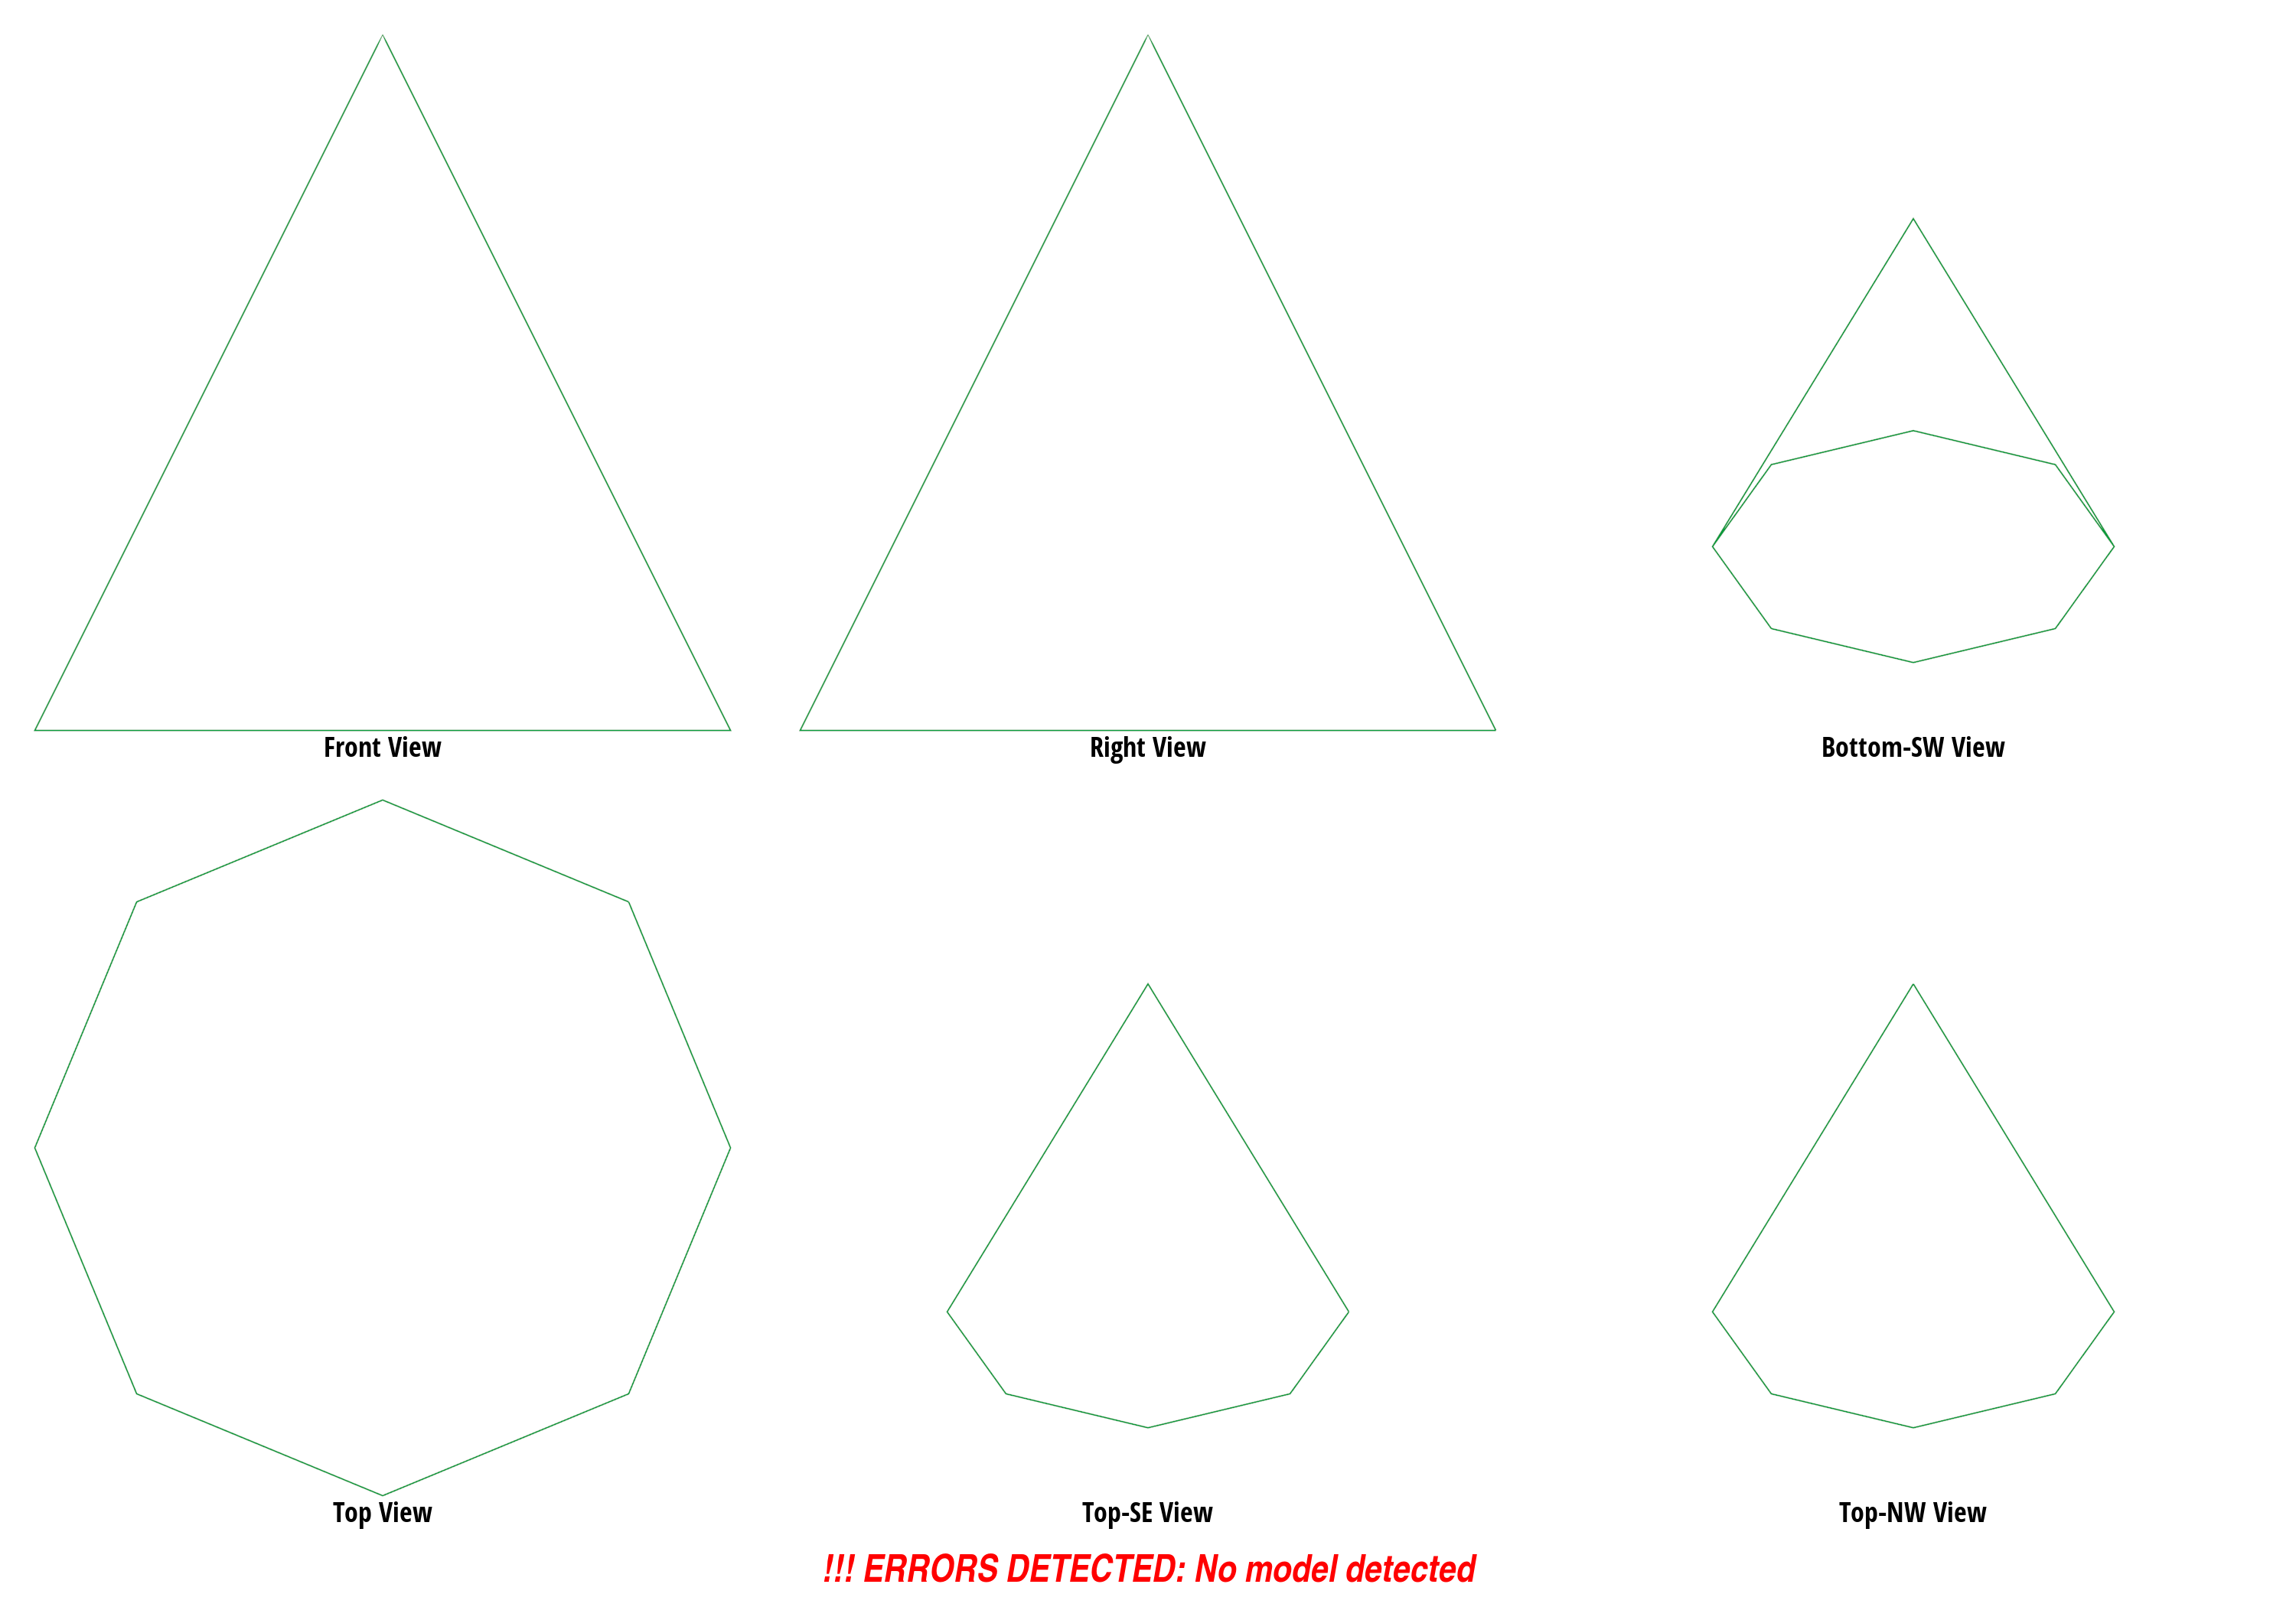 Front View
Right View
Bottom-SW View
Top View
Top-SE View
Top-NW View
!!! ERRORS DETECTED: No model detected